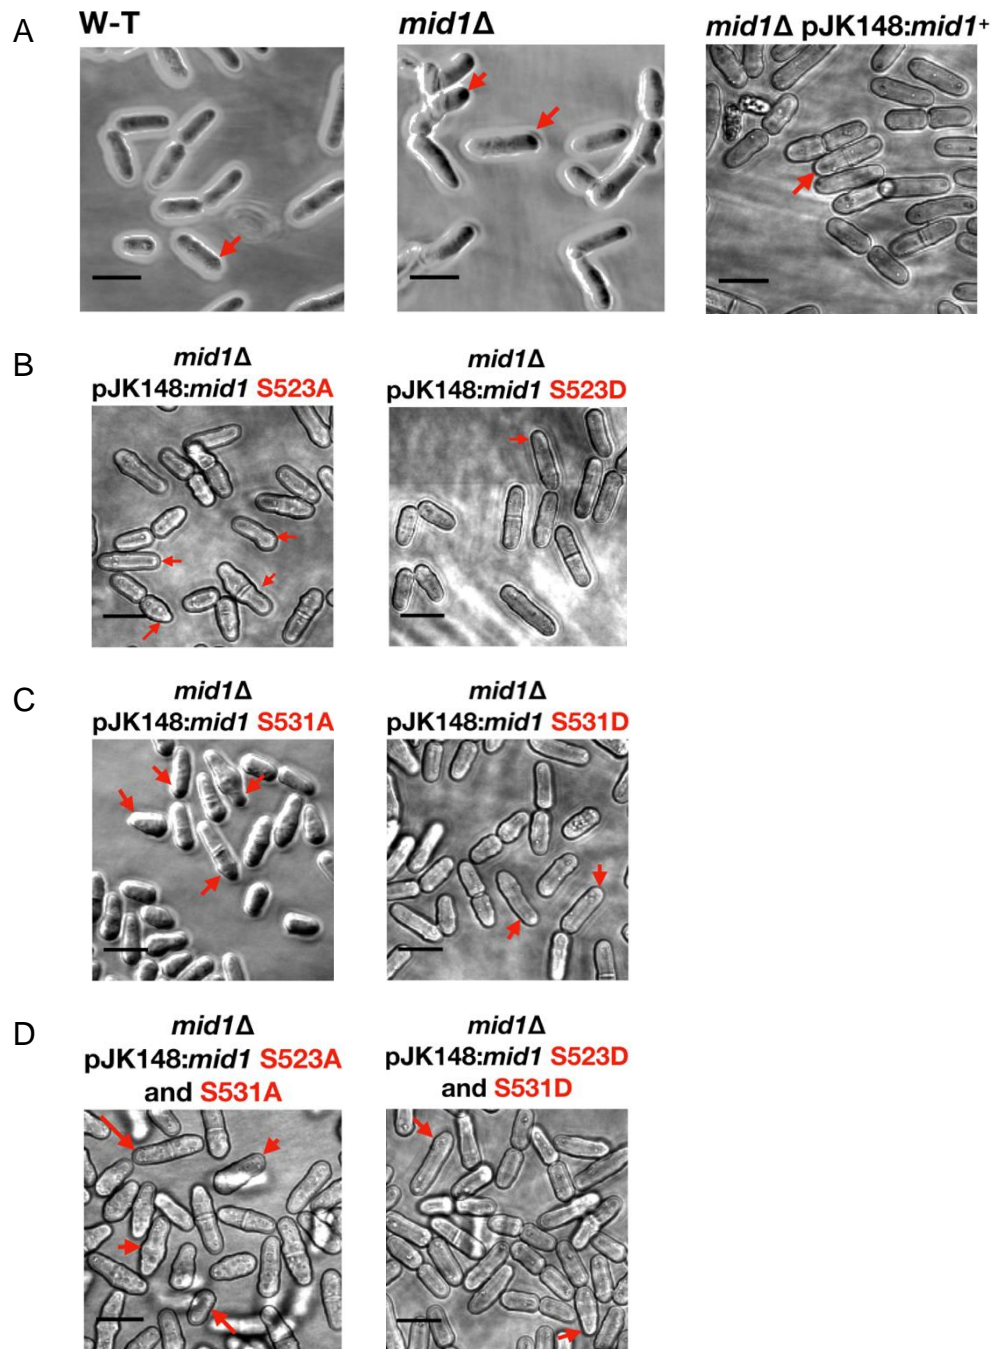 A
W-T
mid1Δ
mid1Δ pJK148:mid1+
B
mid1Δ
pJK148:mid1 S523A
mid1Δ
pJK148:mid1 S523D
C
mid1Δ
pJK148:mid1 S531A
mid1Δ
pJK148:mid1 S531D
D
mid1Δ
pJK148:mid1 S523A
and S531A
mid1Δ
pJK148:mid1 S523D
and S531D